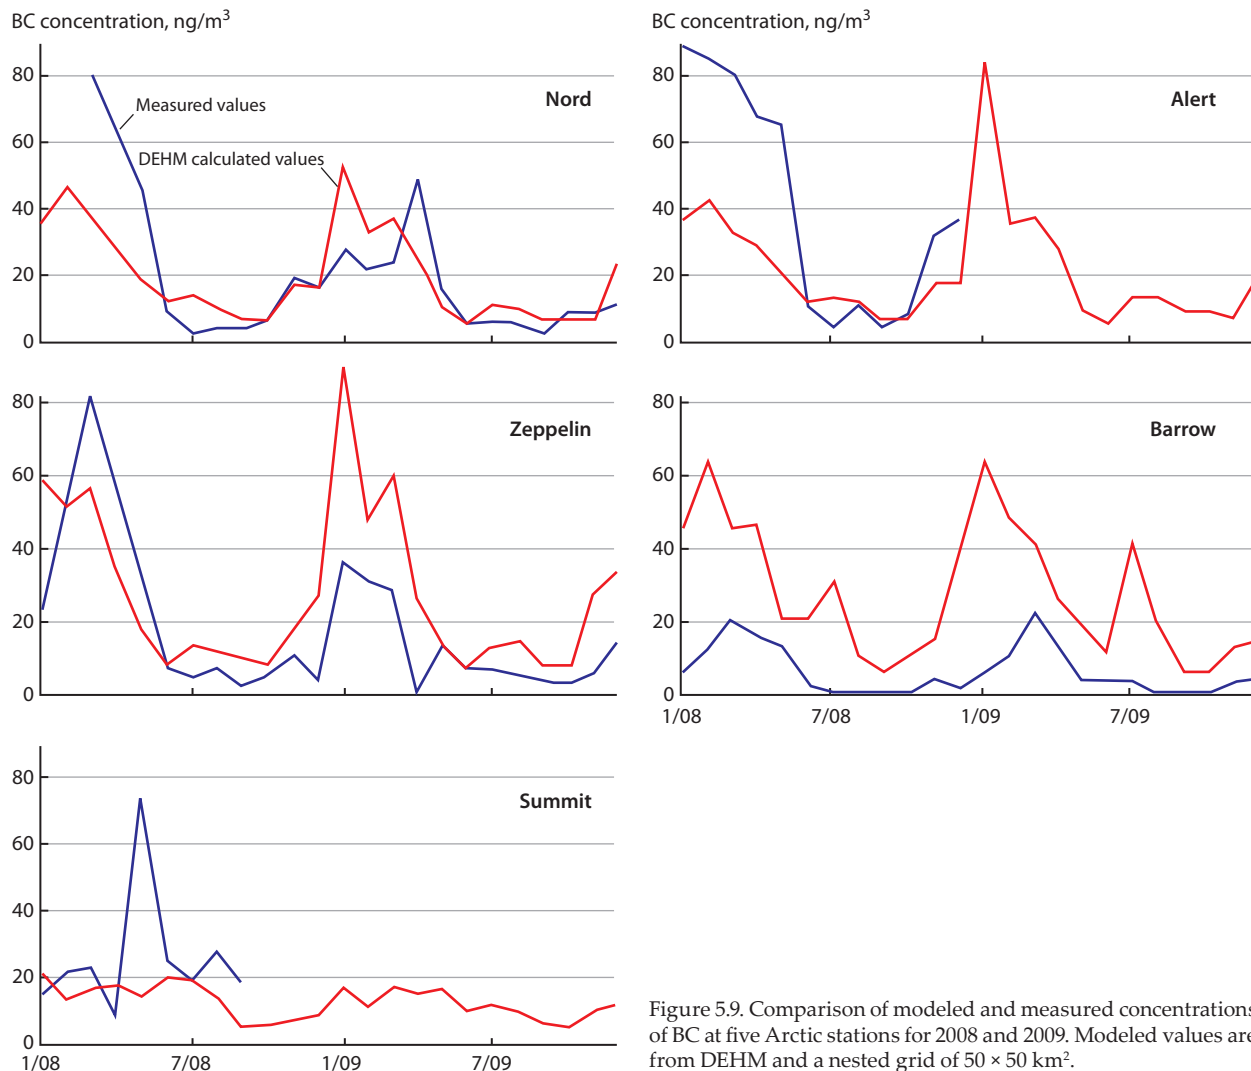 BC concentration, ng/m³
80
60
40
20
0
Nord
Measured values
DEHM calculated values
BC concentration, ng/m³
80
60
40
20
0
Alert
80
60
40
20
0
Zeppelin
80
60
40
20
0
Barrow
1/08 7/08 1/09 7/09
80
60
40
20
0
Summit
1/08 7/08 1/09 7/09
Figure 5.9. Comparison of modeled and measured concentrations
of BC at five Arctic stations for 2008 and 2009. Modeled values are
from DEHM and a nested grid of 50 × 50 km².